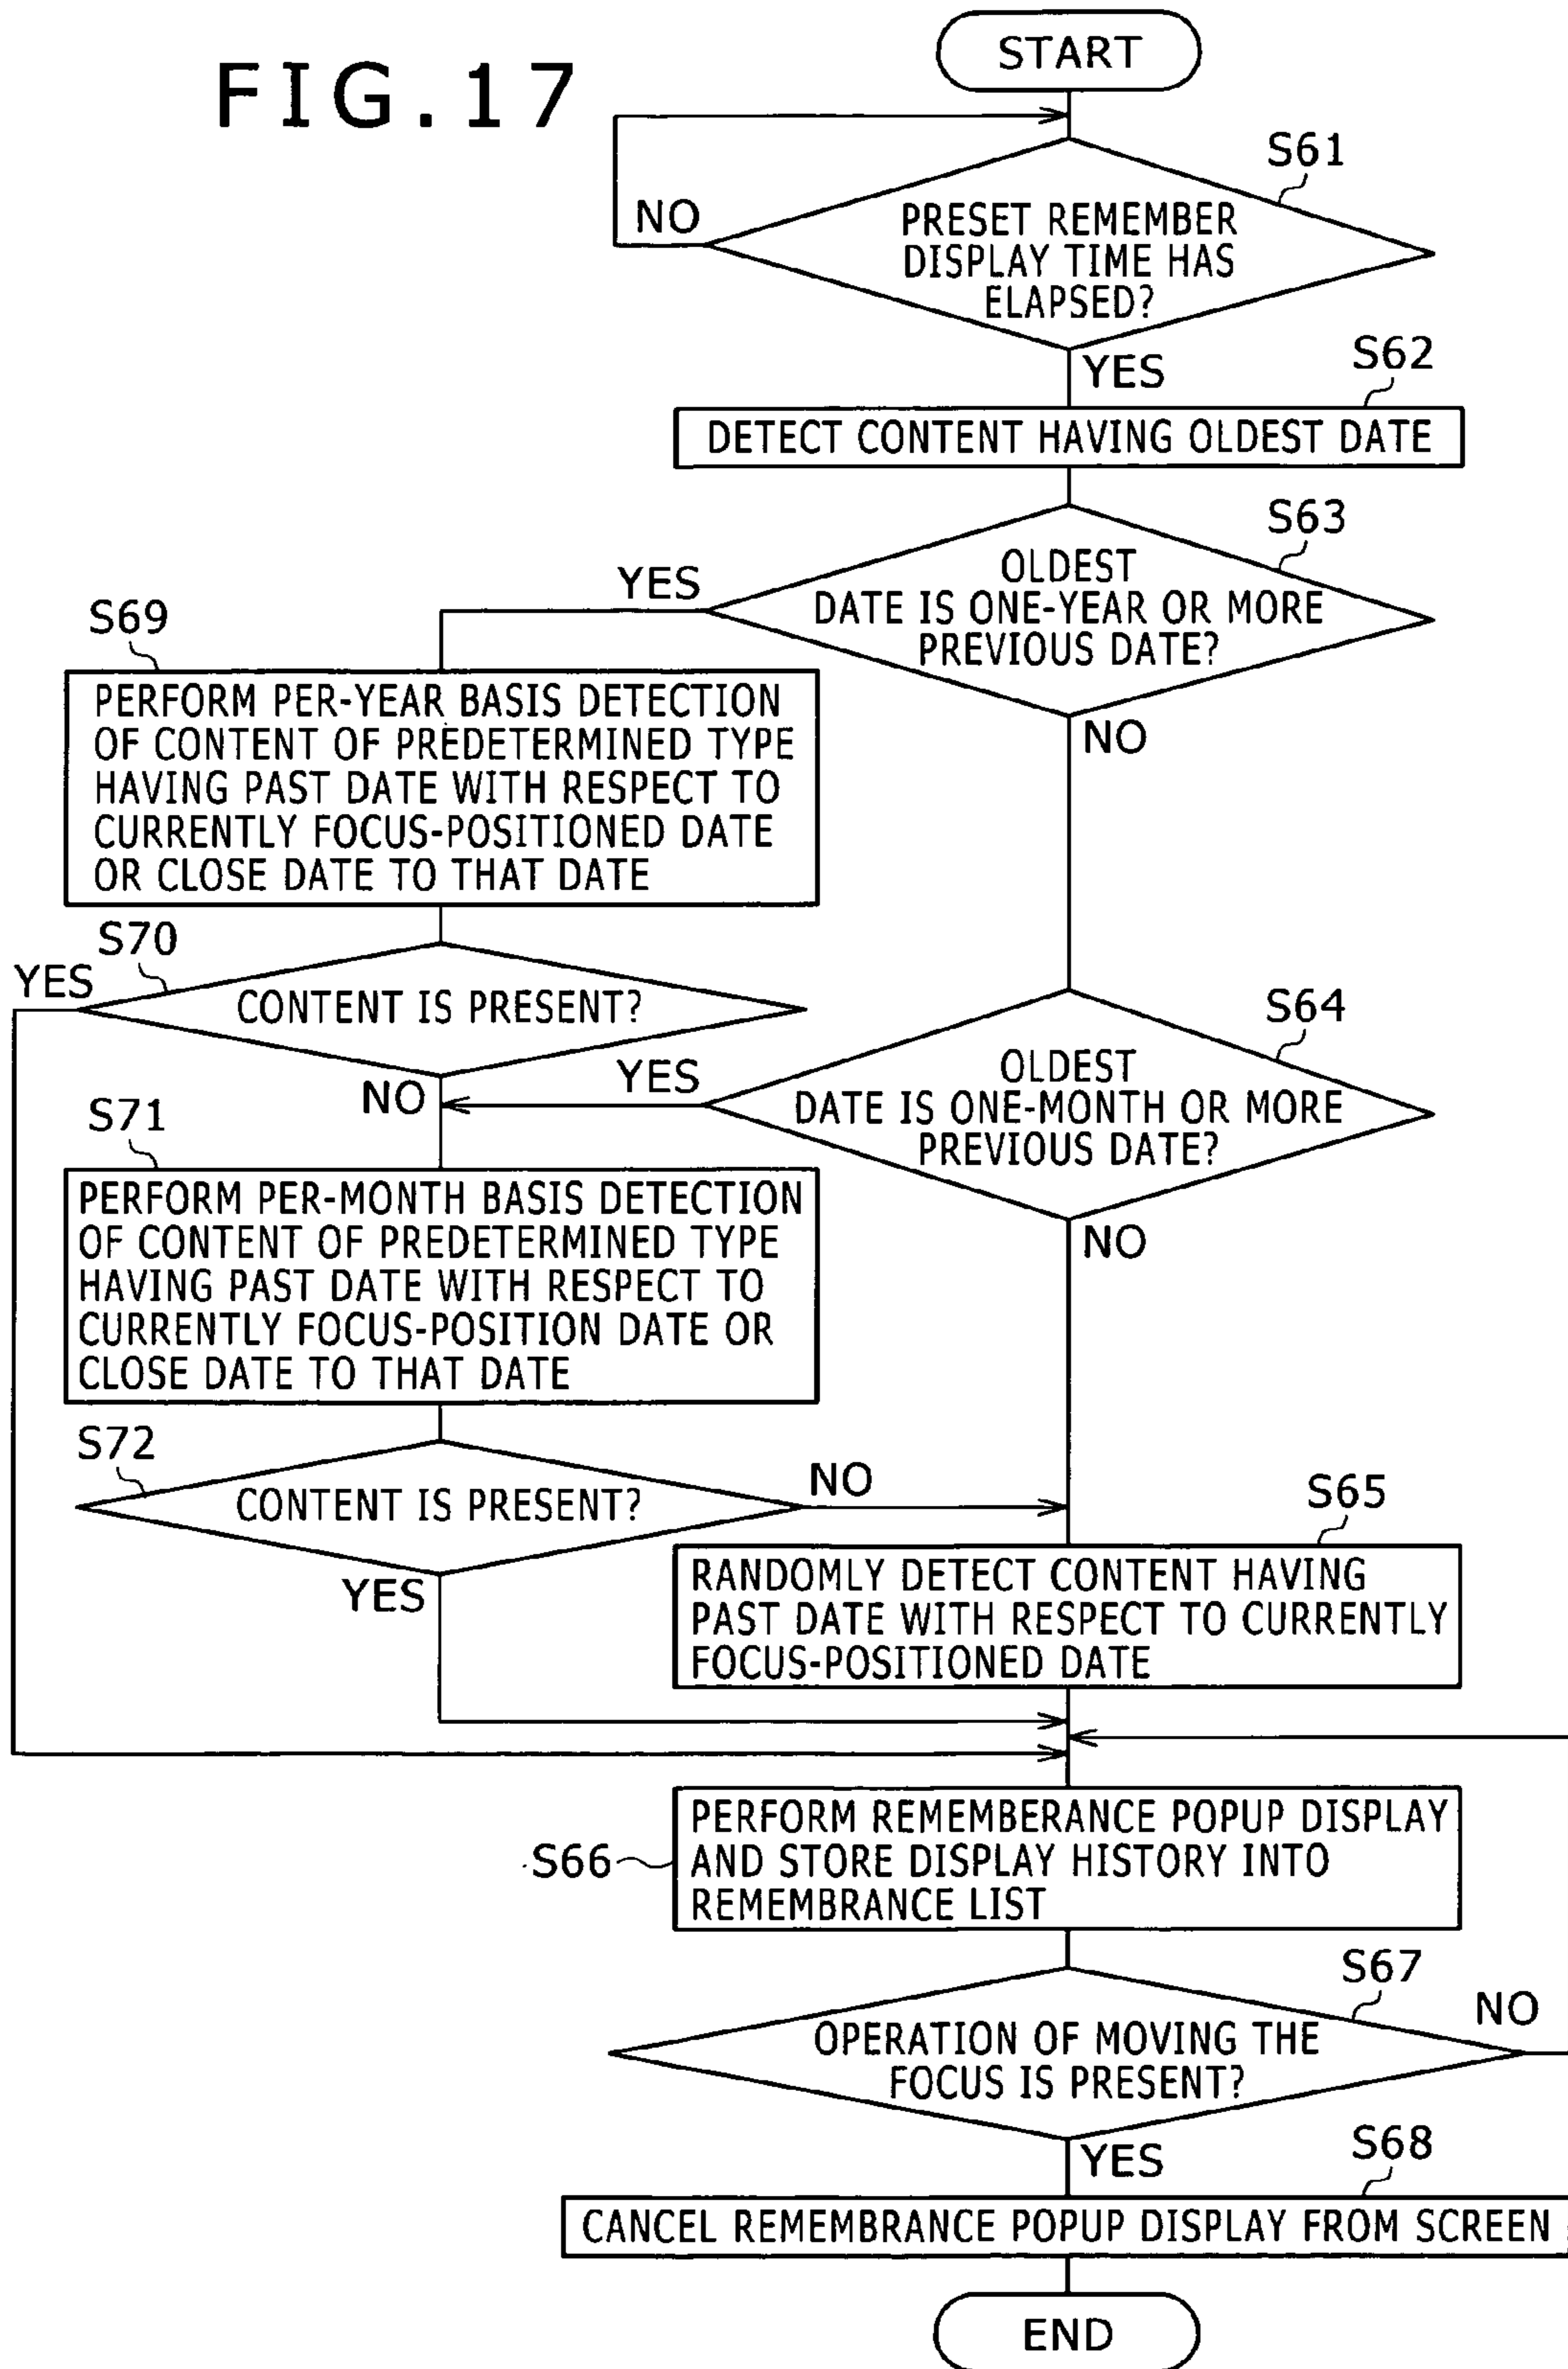 FIG.17
START
S61
NO
PRESET REMEMBER
DISPLAY TIME HAS
ELAPSED?
YES
S62
DETECT CONTENT HAVING OLDEST DATE
S63
YES
OLDEST
DATE IS ONE-YEAR OR MORE
PREVIOUS DATE?
NO
S69
PERFORM PER-YEAR BASIS DETECTION
OF CONTENT OF PREDETERMINED TYPE
HAVING PAST DATE WITH RESPECT TO
CURRENTLY FOCUS-POSITIONED DATE
OR CLOSE DATE TO THAT DATE
S70
YES
CONTENT IS PRESENT?
NO
S64
YES
OLDEST
DATE IS ONE-MONTH OR MORE
PREVIOUS DATE?
NO
S71
PERFORM PER-MONTH BASIS DETECTION
OF CONTENT OF PREDETERMINED TYPE
HAVING PAST DATE WITH RESPECT TO
CURRENTLY FOCUS-POSITION DATE OR
CLOSE DATE TO THAT DATE
S72
CONTENT IS PRESENT?
NO
YES
S65
RANDOMLY DETECT CONTENT HAVING
PAST DATE WITH RESPECT TO CURRENTLY
FOCUS-POSITIONED DATE
S66
PERFORM REMEMBERANCE POPUP DISPLAY
AND STORE DISPLAY HISTORY INTO
REMEMBRANCE LIST
S67
NO
OPERATION OF MOVING THE
FOCUS IS PRESENT?
YES
S68
CANCEL REMEMBRANCE POPUP DISPLAY FROM SCREEN
END